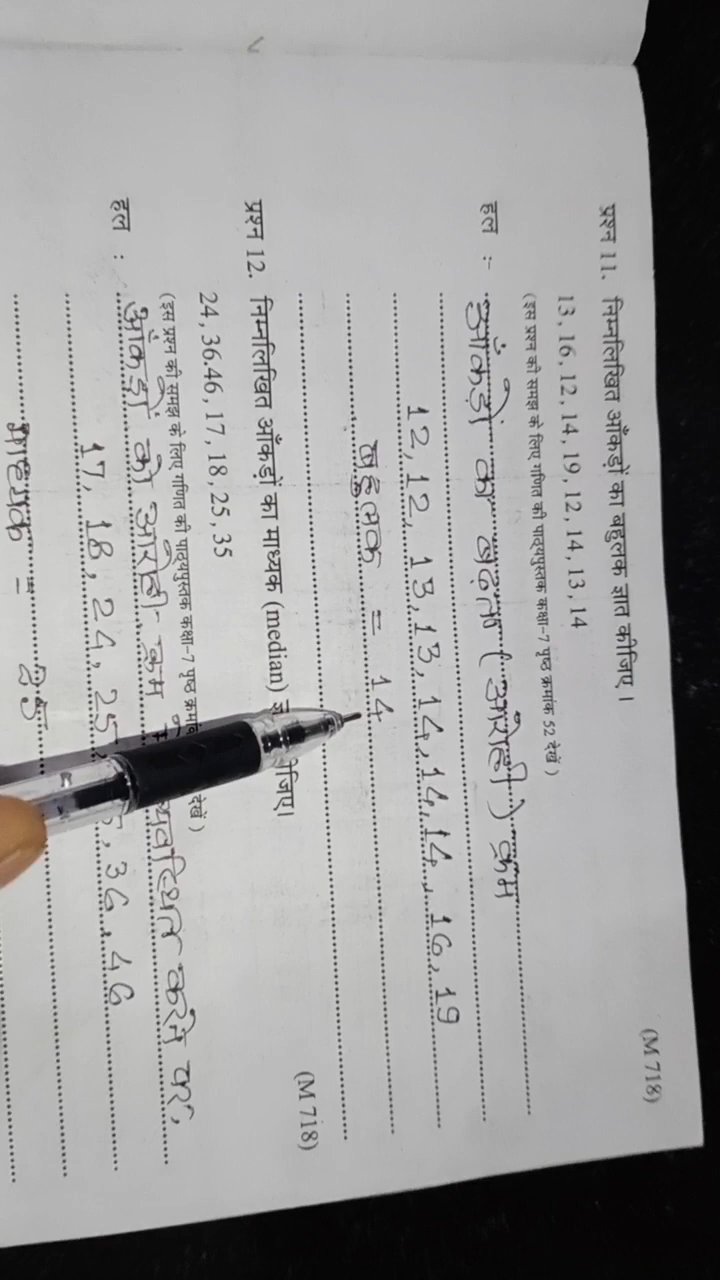 प्रश्न 11. निम्नलिखित आँकड़ों का बहुलक ज्ञात कीजिए।
(M 718)
13, 16, 12, 14, 19, 12, 14, 13, 14
(इस प्रश्न की समझ के लिए गणित की पाठ्यपुस्तक कक्षा-7 पृष्ठ क्रमांक 52 देखें)
हल :- आँकड़ों का बढ़ता (आरोही) क्रम
12, 12, 13, 13, 14, 14, 14, 16, 19
बहुलक = 14
(M 718)
प्रश्न 12. निम्नलिखित आँकड़ों का माध्यक (median) कीजिए।
24, 36.46, 17, 18, 25, 35
(इस प्रश्न की समझ के लिए गणित की पाठ्यपुस्तक कक्षा-7 पृष्ठ देखें)
हल : आँकड़ों को आरोही क्रम करने पर,
17, 18, 24, 25, 36, 46
माध्यक = 25